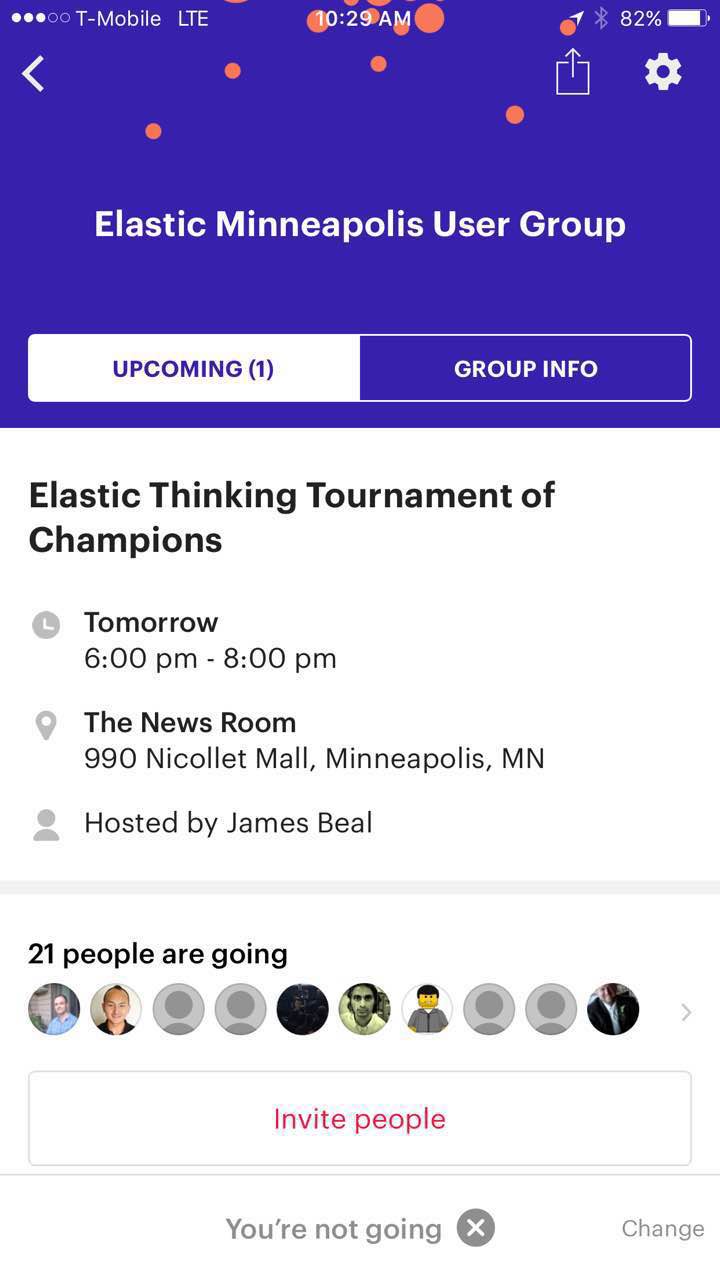 T-Mobile LTE 10:29 AM 82%
Elastic Minneapolis User Group
UPCOMING (1) GROUP INFO
Elastic Thinking Tournament of
Champions
Tomorrow
6:00 pm - 8:00 pm
The News Room
990 Nicollet Mall, Minneapolis, MN
Hosted by James Beal
21 people are going
Invite people
You're not going Change